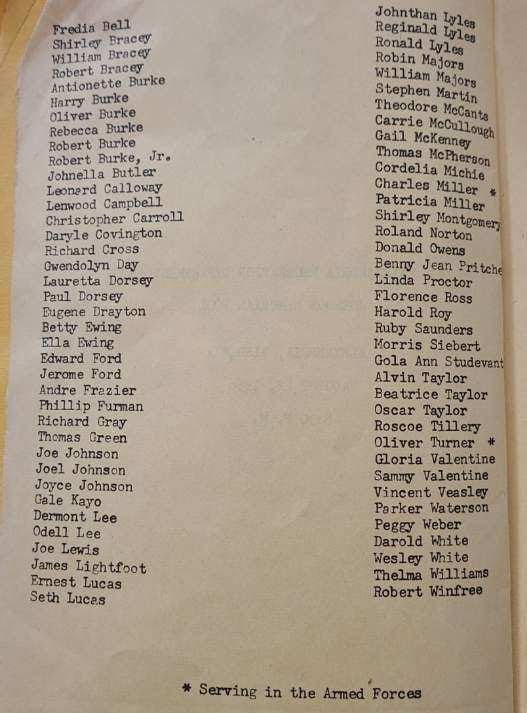 Fredia Bell
Shirley Bracey
William Bracey
Robert Bracey
Antionette Burke
Harry Burke
Oliver Burke
Rebecca Burke
Robert Burke
Robert Burke, Jr.
Johnella Butler
Leonard Calloway
Lenwood Campbell
Christopher Carroll
Daryle Covington
Richard Cross
Gwendolyn Day
Lauretta Dorsey
Paul Dorsey
Eugene Drayton
Betty Ewing
Ella Ewing
Edward Ford
Jerome Ford
Andre Frazier
Phillip Furman
Richard Gray
Thomas Green
Joe Johnson
Joel Johnson
Joyce Johnson
Gale Kayo
Dermont Lee
Odell Lee
Joe Lewis
James Lightfoot
Ernest Lucas
Seth Lucas
Johnthan Lyles
Reginald Lyles
Ronald Lyles
Robin Majors
William Majors
Stephen Martin
Theodore McCants
Carrie McCullough
Gail McKenney
Thomas McPherson
Cordelia Michie
Charles Miller *
Patricia Miller
Shirley Montgomery
Roland Norton
Donald Owens
Benny Jean Pritche
Linda Proctor
Florence Ross
Harold Roy
Ruby Saunders
Morris Siebert
Gola Ann Studevant
Alvin Taylor
Beatrice Taylor
Oscar Taylor
Roscoe Tillery
Oliver Turner *
Gloria Valentine
Sammy Valentine
Vincent Veasley
Parker Waterson
Peggy Weber
Darold White
Wesley White
Thelma Williams
Robert Winfree
* Serving in the Armed Forces